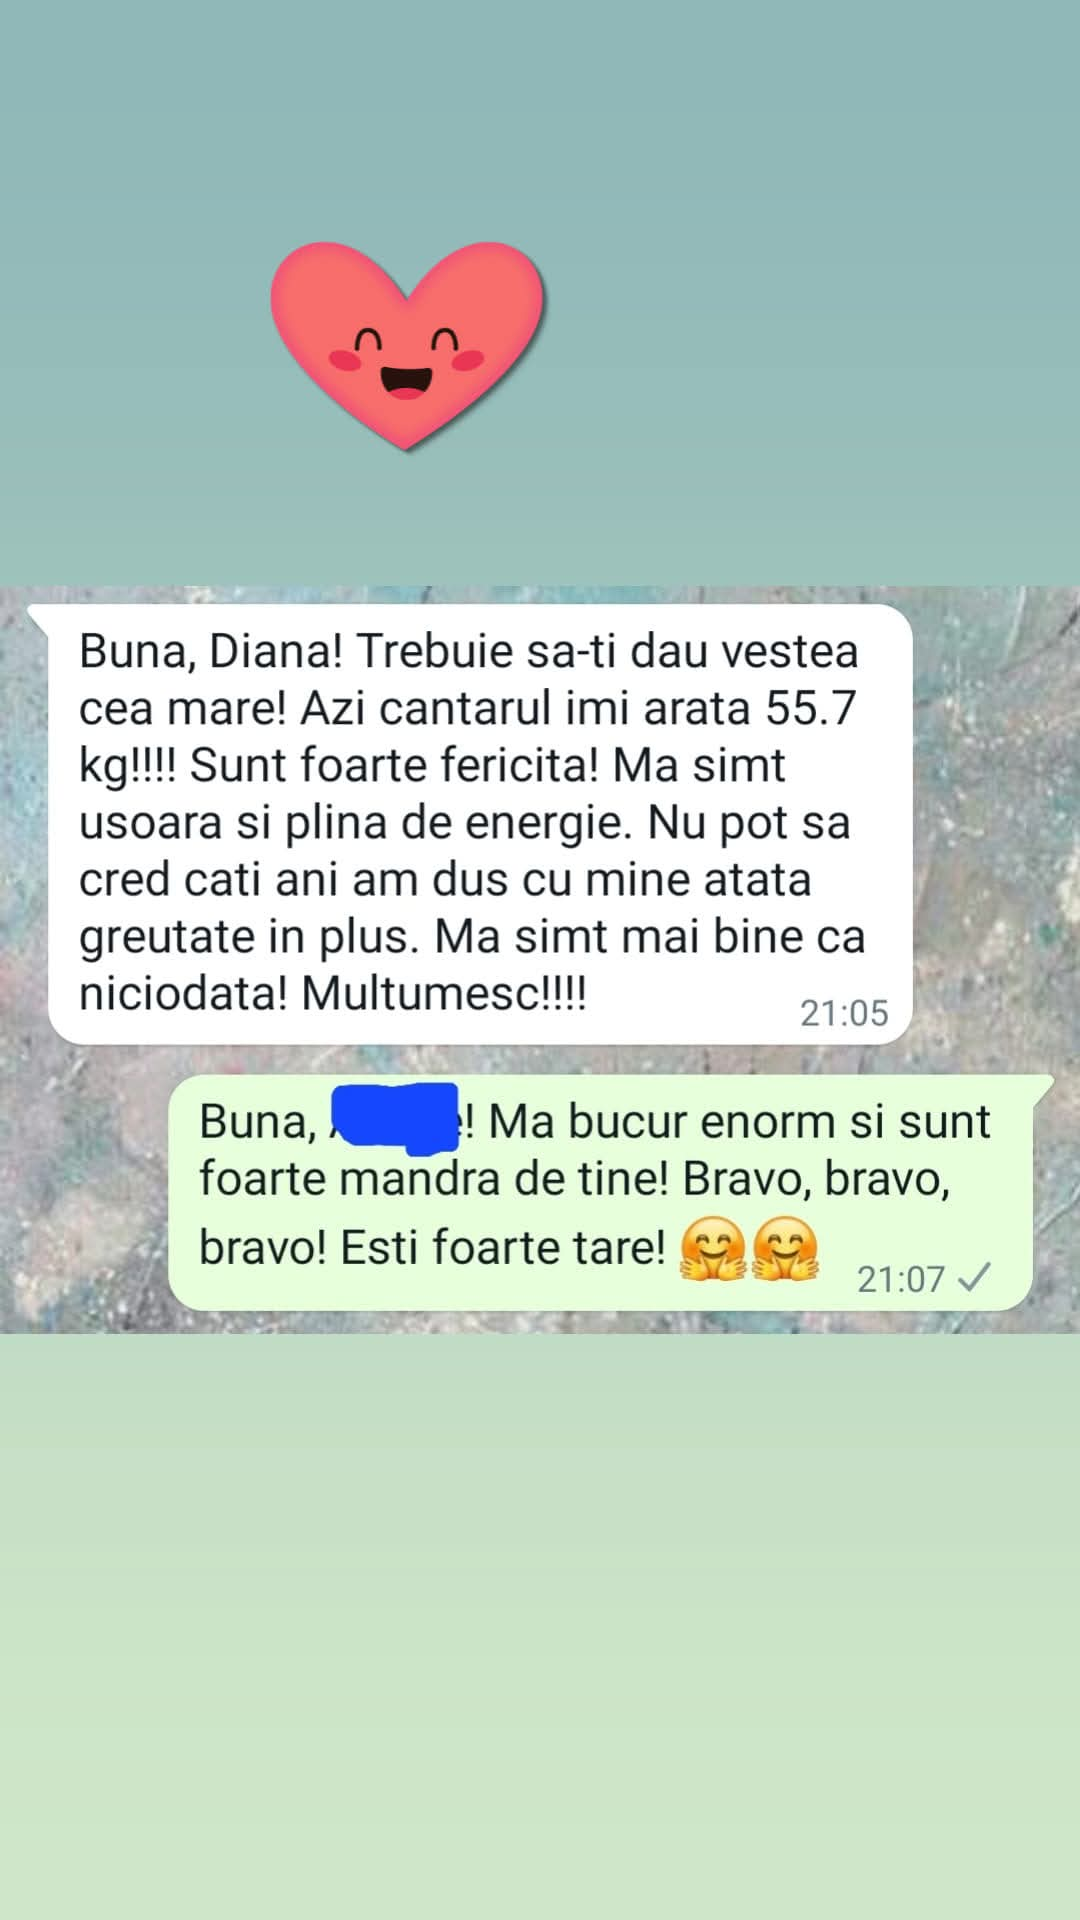 Buna, Diana! Trebuie sa-ti dau vestea
cea mare! Azi cantarul imi arata 55.7
kg!!!! Sunt foarte fericita! Ma simt
usoara si plina de energie. Nu pot sa
cred cati ani am dus cu mine atata
greutate in plus. Ma simt mai bine ca
niciodata! Multumesc!!!!
21:05
Buna, ! Ma bucur enorm si sunt
foarte mandra de tine! Bravo, bravo,
bravo! Esti foarte tare! 🤗🤗
21:07